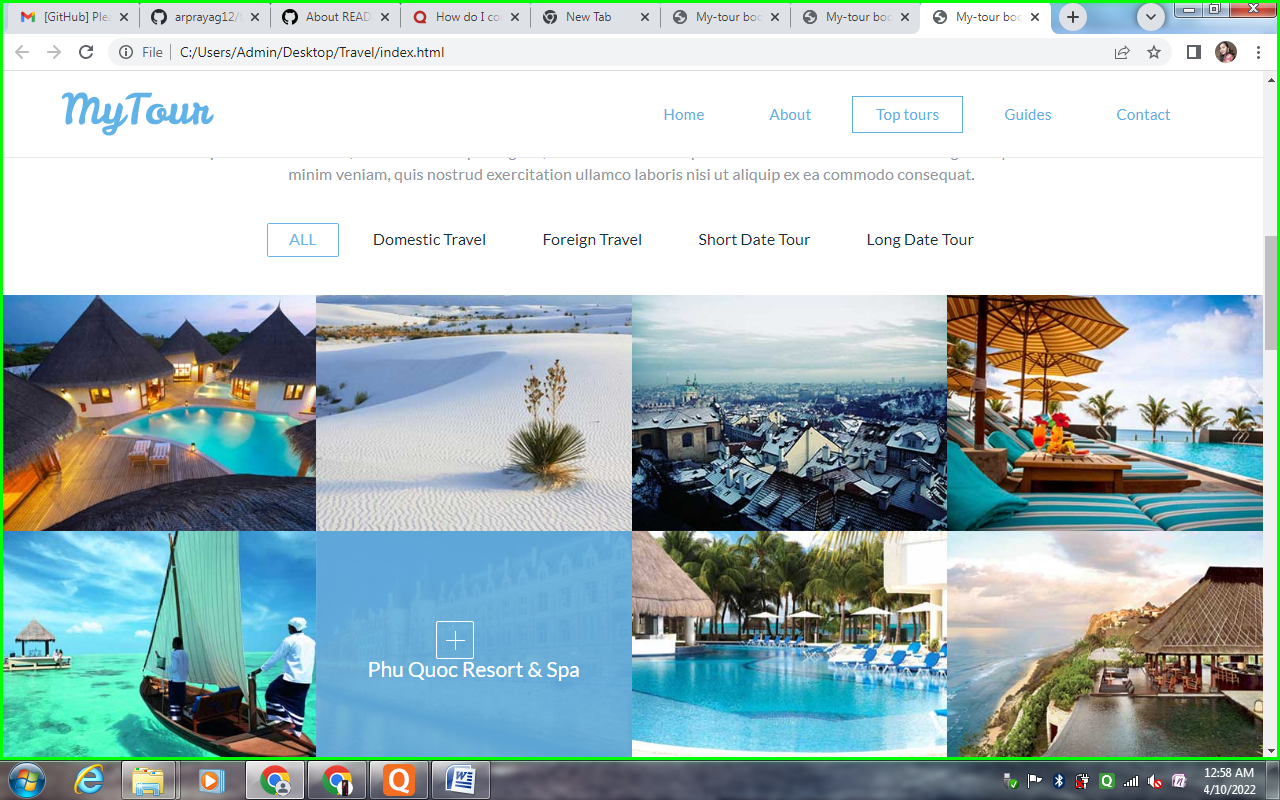 [GitHub] Ple
arprayag12/
About READ
How do I co
New Tab
My-tour boo
My-tour boo
My-tour boo
File
C:/Users/Admin/Desktop/Travel/index.html
MyTour
Home
About
Top tours
Guides
Contact
minim veniam, quis nostrud exercitation ullamco laboris nisi ut aliquip ex ea commodo consequat.
ALL
Domestic Travel
Foreign Travel
Short Date Tour
Long Date Tour
Phu Quoc Resort & Spa
12:58 AM
4/10/2022